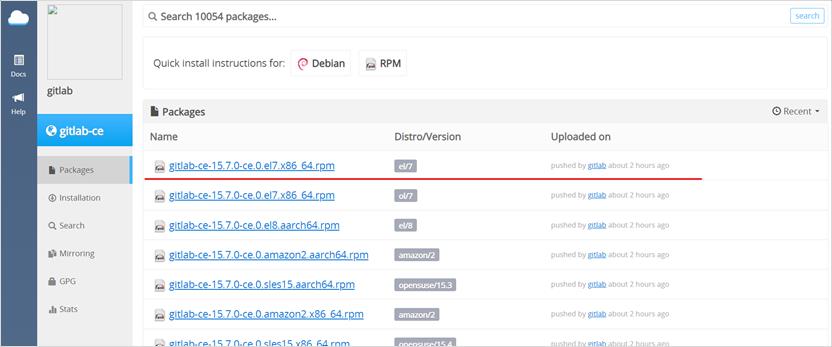 Search 10054 packages...
search
Docs
Help
gitlab
gitlab-ce
Packages
Installation
Search
Mirroring
GPG
Stats
Quick install instructions for: Debian RPM
Packages Recent
Name Distro/Version Uploaded on
gitlab-ce-15.7.0-ce.0.el7.x86_64.rpm el/7 pushed by gitlab about 2 hours ago
gitlab-ce-15.7.0-ce.0.el7.x86_64.rpm ol/7 pushed by gitlab about 2 hours ago
gitlab-ce-15.7.0-ce.0.el8.aarch64.rpm el/8 pushed by gitlab about 2 hours ago
gitlab-ce-15.7.0-ce.0.amazon2.aarch64.rpm amazon/2 pushed by gitlab about 2 hours ago
gitlab-ce-15.7.0-ce.0.sles15.aarch64.rpm opensuse/15.3 pushed by gitlab about 2 hours ago
gitlab-ce-15.7.0-ce.0.amazon2.x86_64.rpm amazon/2 pushed by gitlab about 2 hours ago
gitlab-ce-15.7.0-ce.0.sles15.x86_64.rpm opensuse/15.4 pushed by gitlab about 2 hours ago